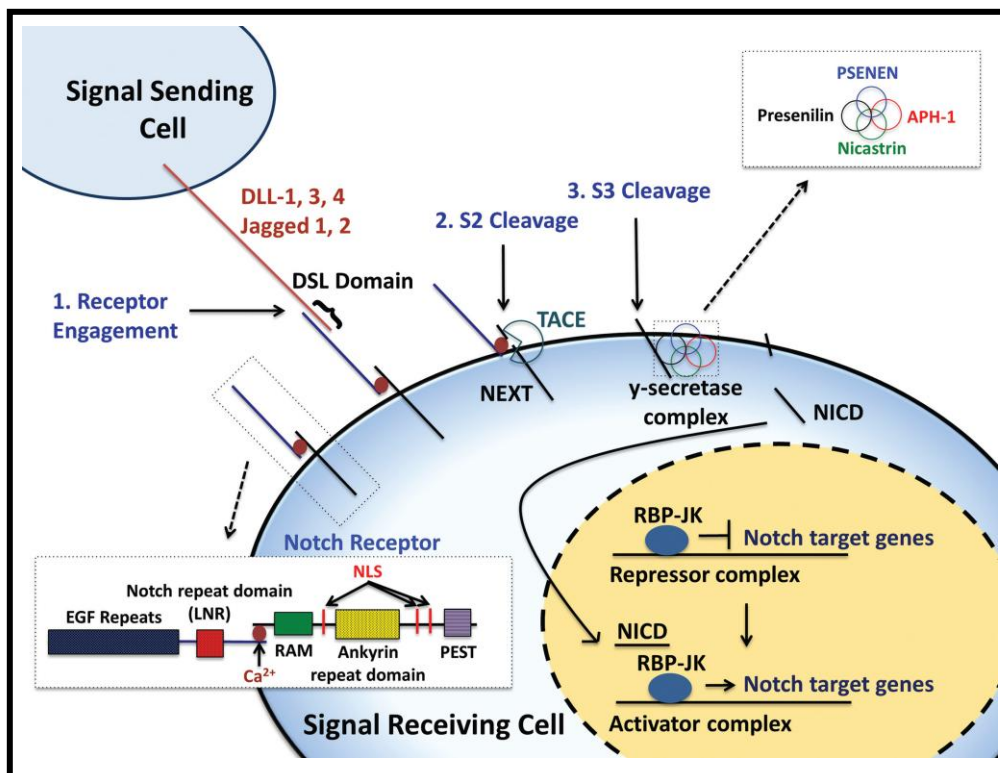 Signal Sending
Cell
PSENEN
Presenilin
APH-1
Nicastrin
DLL-1, 3, 4
Jagged 1, 2
DSL Domain
1. Receptor
Engagement
2. S2 Cleavage
TACE
NEXT
3. S3 Cleavage
y-secretase
complex
NICD
Notch Receptor
NLS
Notch repeat domain
(LNR)
EGF Repeats
RAM
Ankyrin
repeat domain
PEST
Ca²⁺
RBP-JK
Notch target genes
Repressor complex
NICD
RBP-JK
Notch target genes
Activator complex
Signal Receiving Cell